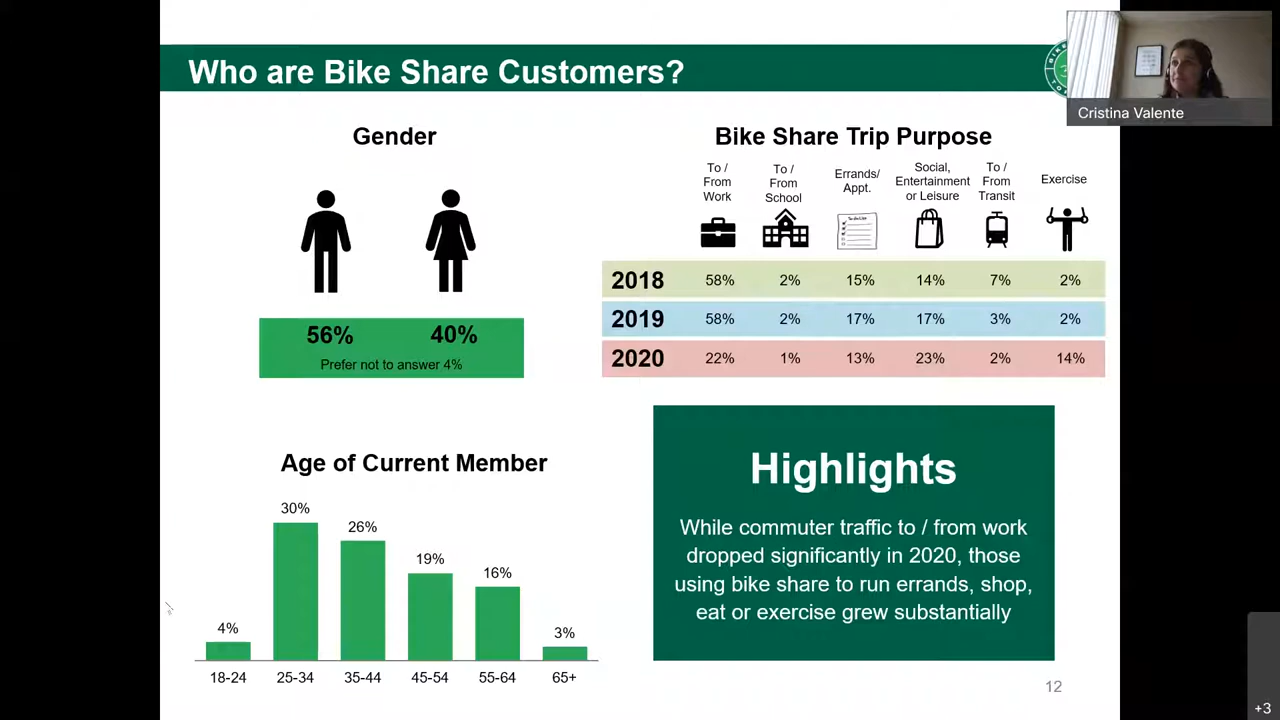 Who are Bike Share Customers?
Cristina Valente
Gender
56%
40%
Prefer not to answer 4%
Bike Share Trip Purpose
To /
From
Work
To /
From
School
Errands/
Appt.
Social,
Entertainment
or Leisure
To /
From
Transit
Exercise
2018 58% 2% 15% 14% 7% 2%
2019 58% 2% 17% 17% 3% 2%
2020 22% 1% 13% 23% 2% 14%
Age of Current Member
4% 30% 26% 19% 16% 3%
18-24 25-34 35-44 45-54 55-64 65+
Highlights
While commuter traffic to / from work
dropped significantly in 2020, those
using bike share to run errands, shop,
eat or exercise grew substantially
12
+3